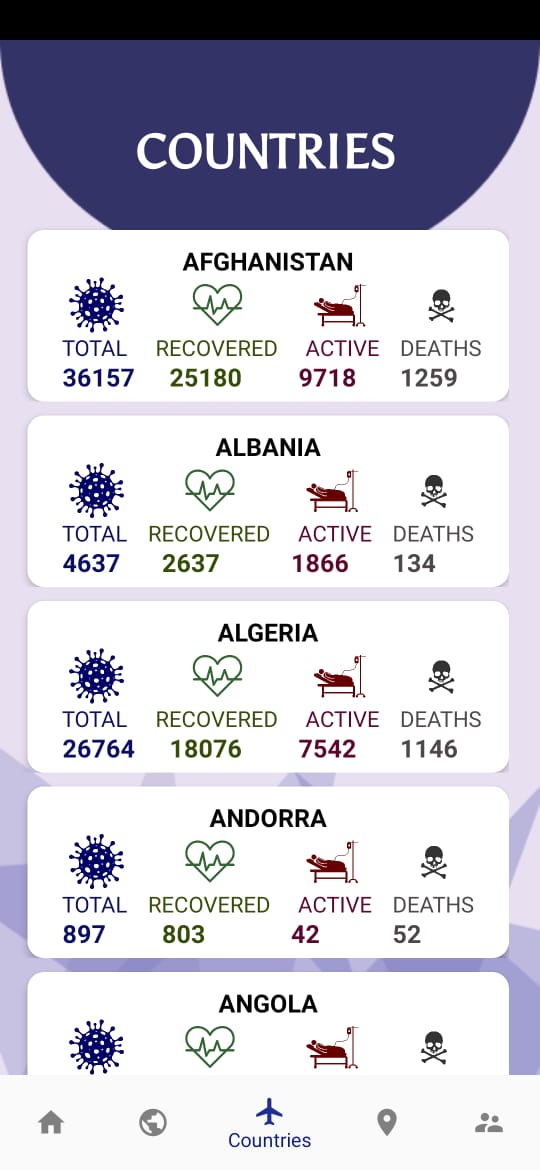 COUNTRIES
AFGHANISTAN
TOTAL RECOVERED ACTIVE DEATHS
36157 25180 9718 1259
ALBANIA
TOTAL RECOVERED ACTIVE DEATHS
4637 2637 1866 134
ALGERIA
TOTAL RECOVERED ACTIVE DEATHS
26764 18076 7542 1146
ANDORRA
TOTAL RECOVERED ACTIVE DEATHS
897 803 42 52
ANGOLA
Countries